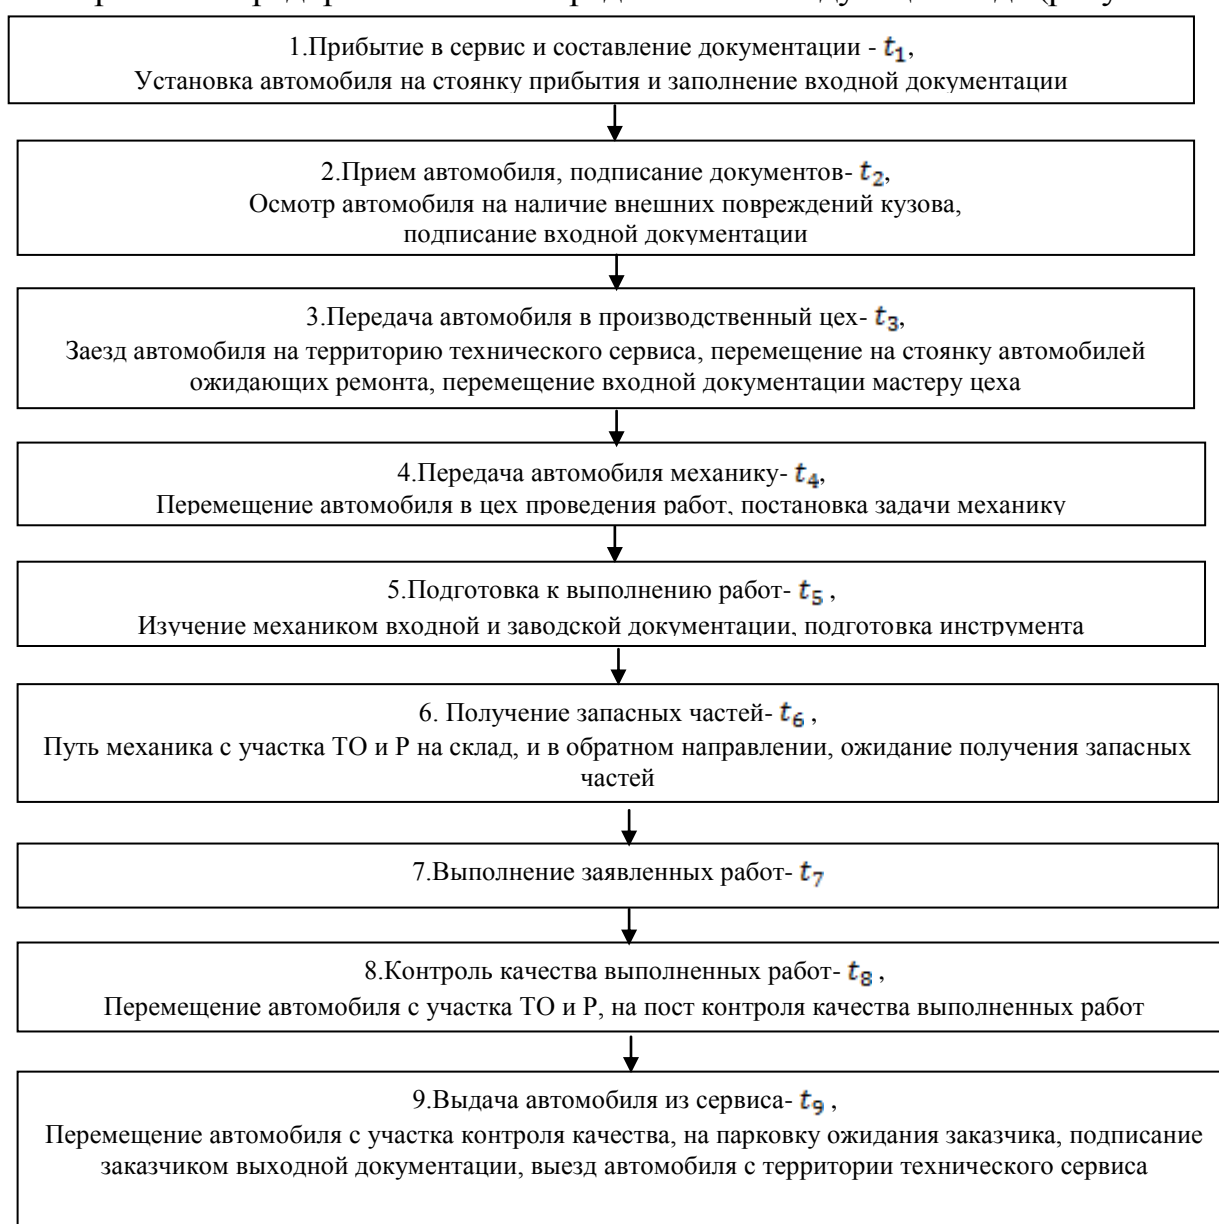 1.Прибытие в сервис и составление документации - t₁,
Установка автомобиля на стоянку прибытия и заполнение входной документации
2.Прием автомобиля, подписание документов- t₂,
Осмотр автомобиля на наличие внешних повреждений кузова,
подписание входной документации
3.Передача автомобиля в производственный цех- t₃,
Заезд автомобиля на территорию технического сервиса, перемещение на стоянку автомобилей
ожидающих ремонта, перемещение входной документации мастеру цеха
4.Передача автомобиля механику- t₄,
Перемещение автомобиля в цех проведения работ, постановка задачи механику
5.Подготовка к выполнению работ- t₅ ,
Изучение механиком входной и заводской документации, подготовка инструмента
6. Получение запасных частей- t₆ ,
Путь механика с участка ТО и Р на склад, и в обратном направлении, ожидание получения запасных
частей
7.Выполнение заявленных работ- t₇
8.Контроль качества выполненных работ- t₈ ,
Перемещение автомобиля с участка ТО и Р, на пост контроля качества выполненных работ
9.Выдача автомобиля из сервиса- t₉ ,
Перемещение автомобиля с участка контроля качества, на парковку ожидания заказчика, подписание
заказчиком выходной документации, выезд автомобиля с территории технического сервиса